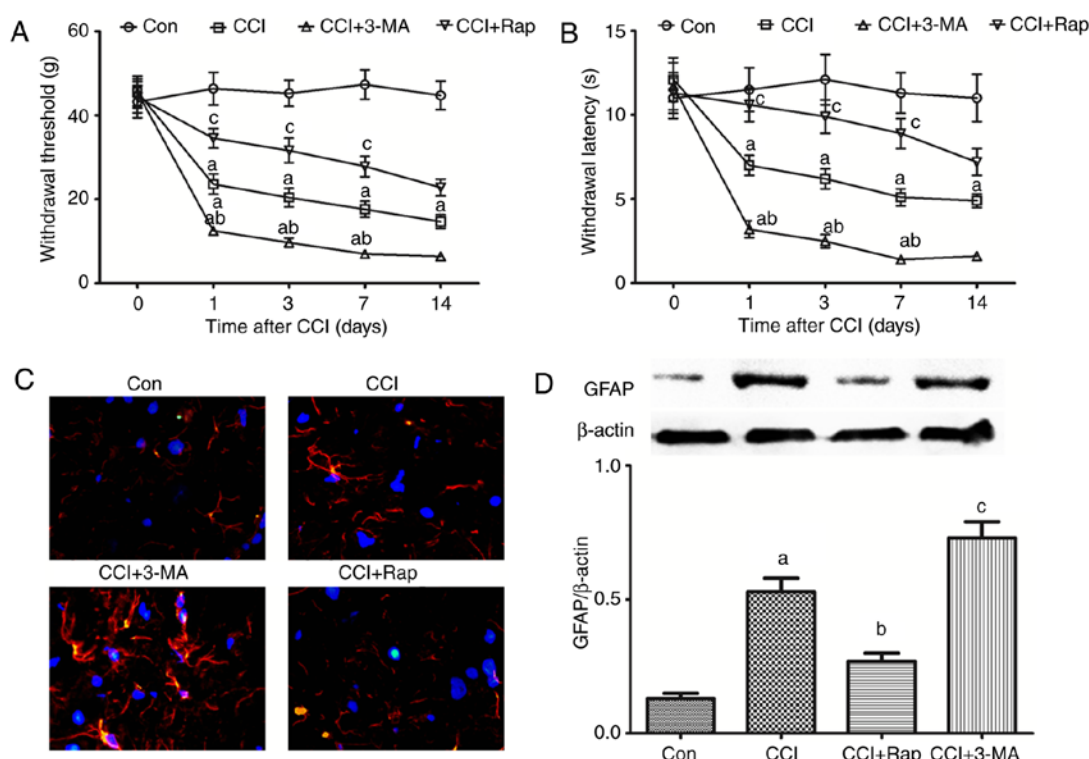 A
Con CCI CCI+3-MA CCI+Rap
Withdrawal threshold (g)
60
40
20
0
c c c
a a a a
a
ab ab ab
0 1 3 7 14
Time after CCI (days)
B
Con CCI CCI+3-MA CCI+Rap
Withdrawal latency (s)
15
10
5
0
c c c
a a a a
ab ab ab
0 1 3 7 14
Time after CCI (days)
C
Con CCI
CCI+3-MA CCI+Rap
D
GFAP
β-actin
GFAP/β-actin
1.0
0.5
0.0
a b c
Con CCI CCI+Rap CCI+3-MA